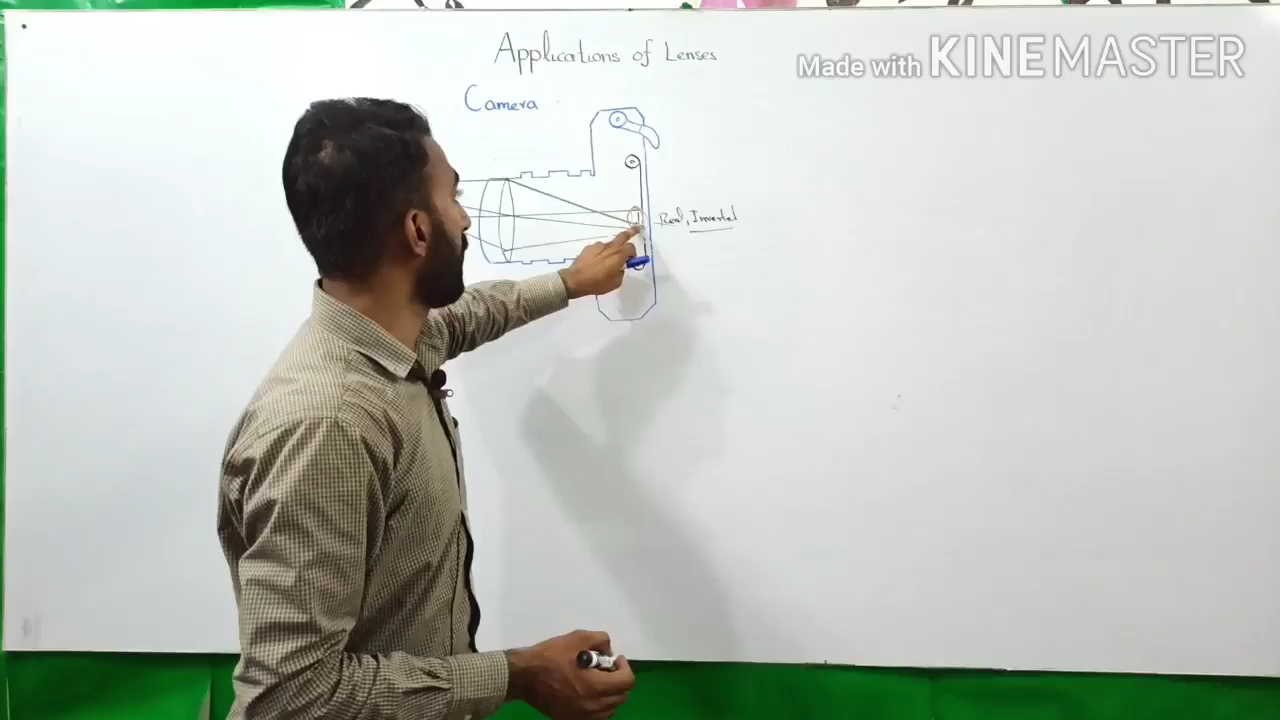 Applications of Lenses
Made with KINEMASTER
Camera
Real, Inverted